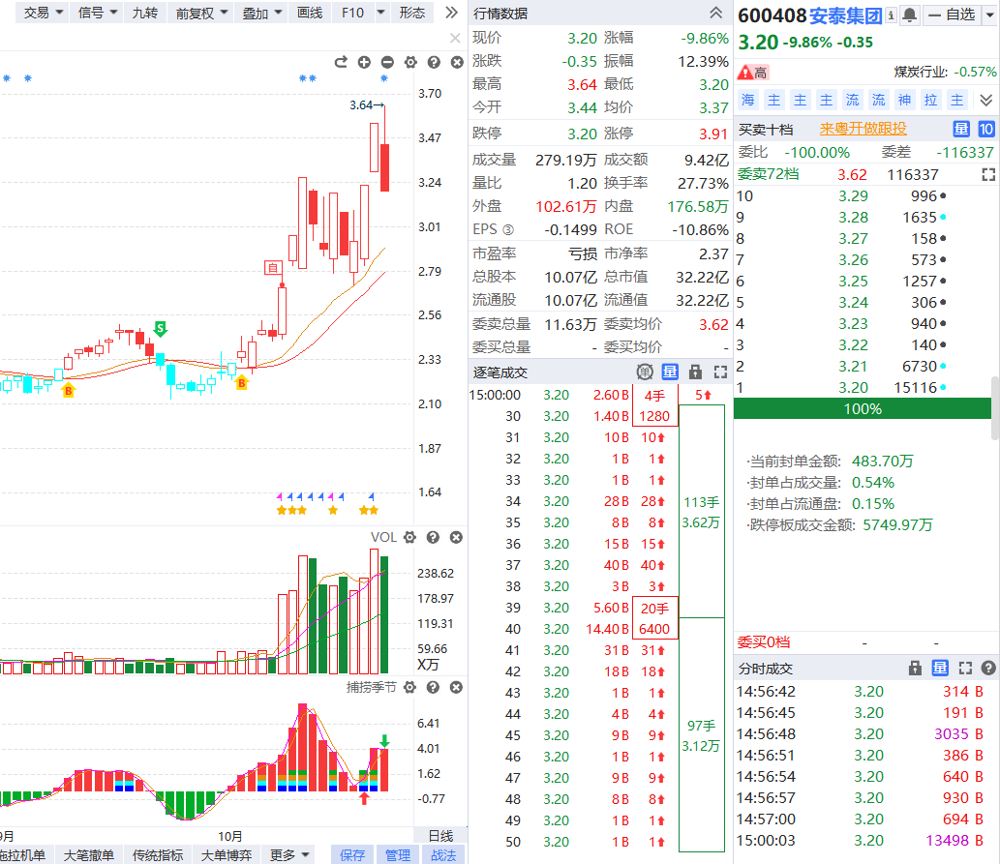 交易 信号 九转 前复权 叠加 画线 F10 形态
3.64→
3.70
3.47
3.24
3.01
2.79
2.56
2.33
2.10
1.87
1.64
自
S
B
B
VOL
238.62
178.97
119.31
59.66
X万
捕捞季节
6.41
4.01
1.62
-0.77
9月 10月 日线
拖拉机单 大笔撤单 传统指标 大单博弈 更多 保存 管理 战法
行情数据
现价 3.20 涨幅 -9.86%
涨跌 -0.35 振幅 12.39%
最高 3.64 最低 3.20
今开 3.44 均价 3.37
跌停 3.20 涨停 3.91
成交量 279.19万 成交额 9.42亿
量比 1.20 换手率 27.73%
外盘 102.61万 内盘 176.58万
EPS ③ -0.1499 ROE -10.86%
市盈率 亏损 市净率 2.37
总股本 10.07亿 总市值 32.22亿
流通股 10.07亿 流通值 32.22亿
委卖总量 11.63万 委卖均价 3.62
委买总量 - 委买均价 -
逐笔成交 单 量
15:00:00 3.20 2.60 B 4手 5
30 3.20 1.40 B 1280
31 3.20 10 B 10
32 3.20 1 B 1
33 3.20 1 B 1
34 3.20 28 B 28 113手
35 3.20 8 B 8 3.62万
36 3.20 15 B 15
37 3.20 40 B 40
38 3.20 3 B 3
39 3.20 5.60 B 20手
40 3.20 14.40 B 6400
41 3.20 31 B 31
42 3.20 18 B 18
43 3.20 1 B 1
44 3.20 4 B 4 97手
45 3.20 9 B 9 3.12万
46 3.20 1 B 1
47 3.20 9 B 9
48 3.20 8 B 8
49 3.20 1 B 1
50 3.20 1 B 1
600408 安泰集团 自选
3.20 -9.86% -0.35
高 煤炭行业: -0.57%
海 主 主 主 流 流 神 拉 主
买卖十档 来粤开做跟投 量 10
委比 -100.00% 委差 -116337
委卖72档 3.62 116337
10 3.29 996
9 3.28 1635
8 3.27 158
7 3.26 573
6 3.25 1257
5 3.24 306
4 3.23 940
3 3.22 140
2 3.21 6730
1 3.20 15116
100%
·当前封单金额: 483.70万
·封单占成交量: 0.54%
·封单占流通盘: 0.15%
·跌停板成交金额: 5749.97万
委买0档 - -
分时成交 量
14:56:42 3.20 314 B
14:56:45 3.20 191 B
14:56:48 3.20 3035 B
14:56:51 3.20 386 B
14:56:54 3.20 640 B
14:56:57 3.20 930 B
14:57:00 3.20 694 B
15:00:03 3.20 13498 B